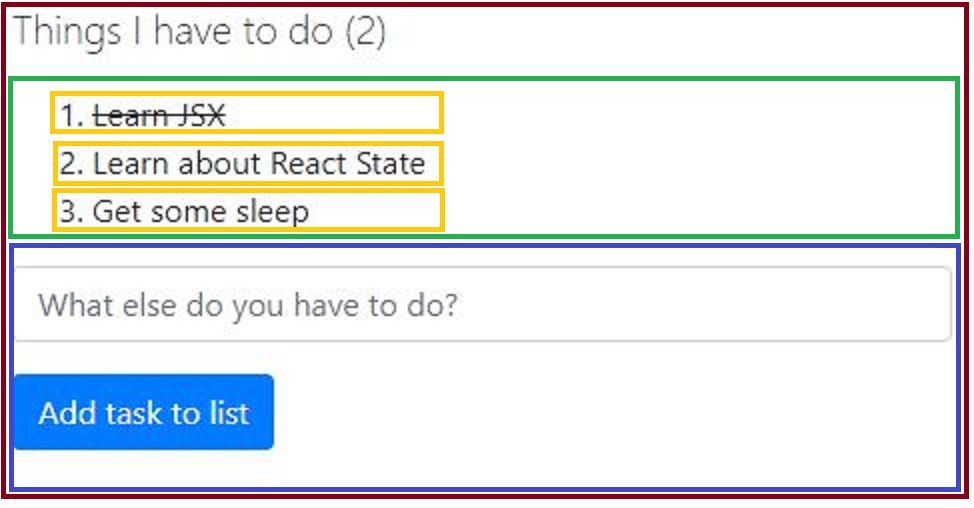 Things I have to do (2)
1. Learn JSX
2. Learn about React State
3. Get some sleep
What else do you have to do?
Add task to list